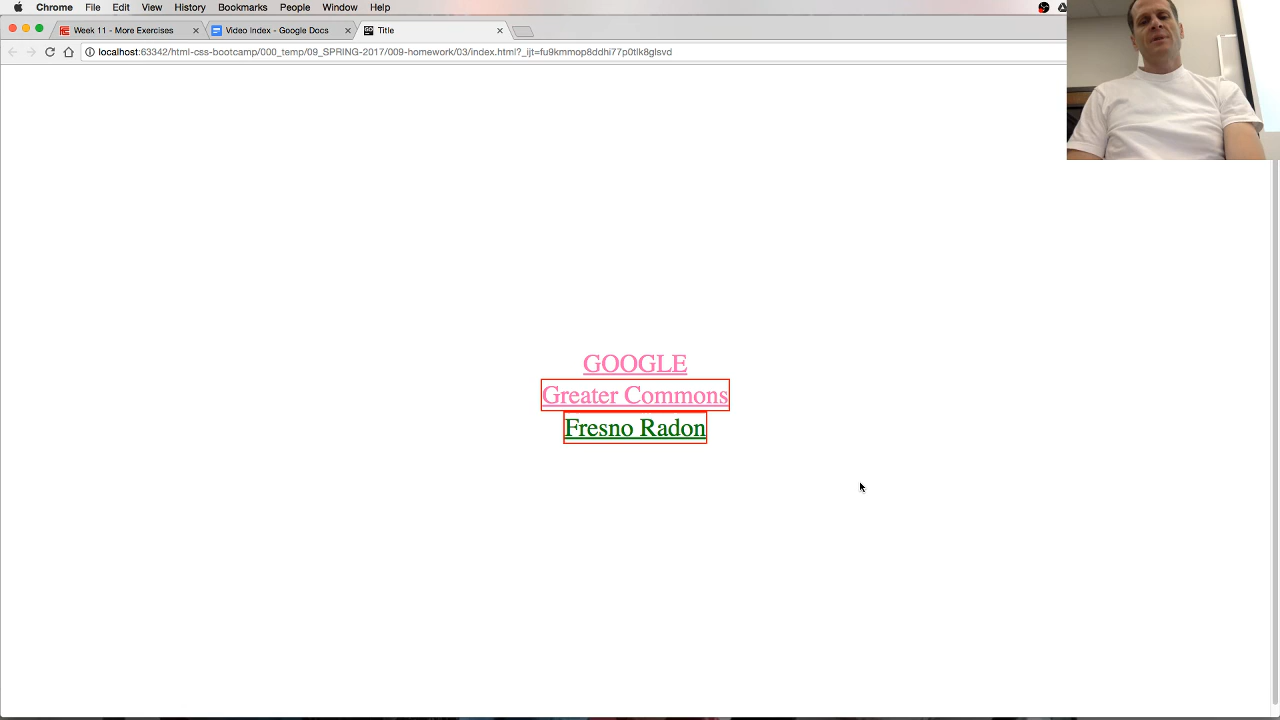 Chrome File Edit View History Bookmarks People Window Help
Week 11 - More Exercises
Video Index - Google Docs
Title
localhost:63342/html-css-bootcamp/000_temp/09_SPRING-2017/009-homework/03/index.html?_ijt=fu9kmmop8ddhi77p0tlk8glsvd
GOOGLE
Greater Commons
Fresno Radon